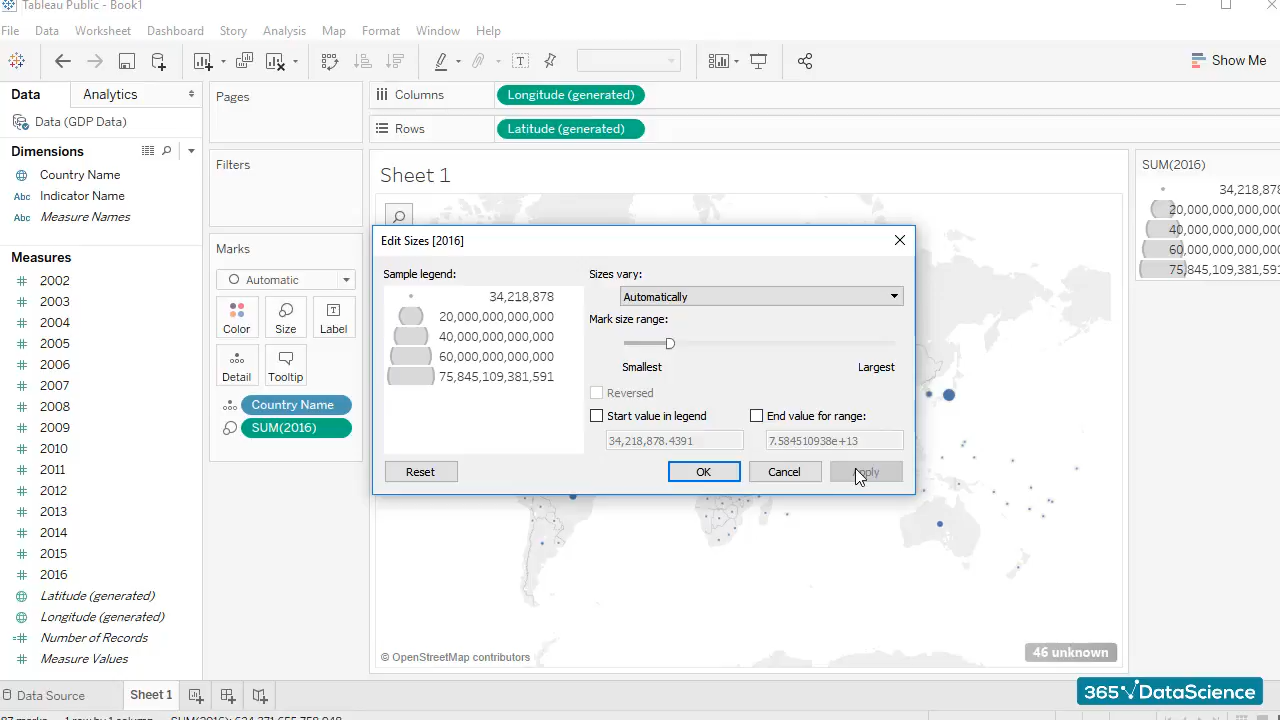 Tableau Public - Book1
File Data Worksheet Dashboard Story Analysis Map Format Window Help
Show Me
Data Analytics
Data (GDP Data)
Dimensions
Country Name
Abc Indicator Name
Abc Measure Names
Measures
2002
2003
2004
2005
2006
2007
2008
2009
2010
2011
2012
2013
2014
2015
2016
Latitude (generated)
Longitude (generated)
Number of Records
Measure Values
Pages
Filters
Marks
Automatic
Color Size Label
Detail Tooltip
Country Name
SUM(2016)
Columns Longitude (generated)
Rows Latitude (generated)
Sheet 1
Edit Sizes [2016]
Sample legend:
34,218,878
20,000,000,000,000
40,000,000,000,000
60,000,000,000,000
75,845,109,381,591
Sizes vary:
Automatically
Mark size range:
Smallest Largest
Reversed
Start value in legend End value for range:
34,218,878.4391 7.584510938e+13
Reset OK Cancel Apply
SUM(2016)
34,218,878
20,000,000,000,000
40,000,000,000,000
60,000,000,000,000
75,845,109,381,591
© OpenStreetMap contributors
46 unknown
365 DataScience
Data Source Sheet 1